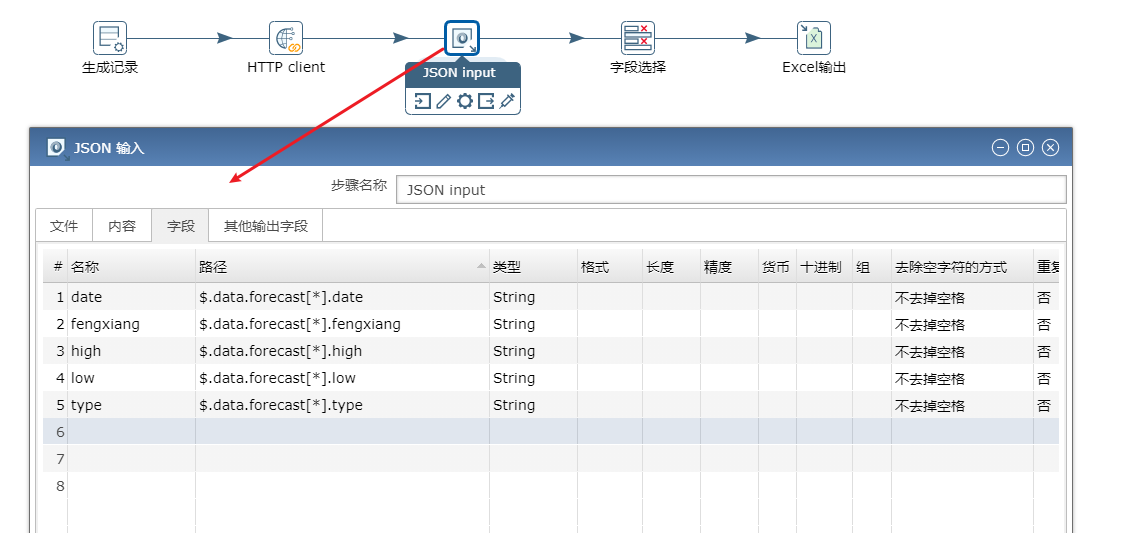 生成记录 HTTP client JSON input 字段选择 Excel输出
JSON 输入
步骤名称 JSON input
文件 内容 字段 其他输出字段
# 名称 路径 类型 格式 长度 精度 货币 十进制 组 去除空字符的方式 重复
1 date $.data.forecast[*].date String 不去掉空格 否
2 fengxiang $.data.forecast[*].fengxiang String 不去掉空格 否
3 high $.data.forecast[*].high String 不去掉空格 否
4 low $.data.forecast[*].low String 不去掉空格 否
5 type $.data.forecast[*].type String 不去掉空格 否
6
7
8